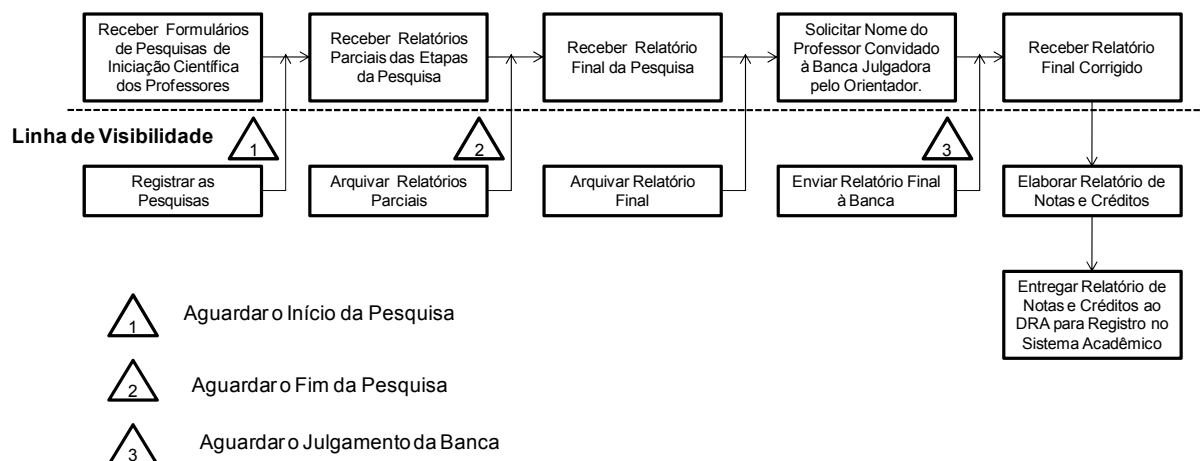 Receber Formulários
de Pesquisas de
Iniciação Científica
dos Professores
Receber Relatórios
Parciais das Etapas
da Pesquisa
Receber Relatório
Final da Pesquisa
Solicitar Nome do
Professor Convidado
à Banca Julgadora
pelo Orientador.
Receber Relatório
Final Corrigido
Linha de Visibilidade
1
2
3
Registrar as
Pesquisas
Arquivar Relatórios
Parciais
Arquivar Relatório
Final
Enviar Relatório Final
à Banca
Elaborar Relatório de
Notas e Créditos
Entregar Relatório de
Notas e Créditos ao
DRA para Registro no
Sistema Acadêmico
1 Aguardar o Início da Pesquisa
2 Aguardar o Fim da Pesquisa
3 Aguardar o Julgamento da Banca